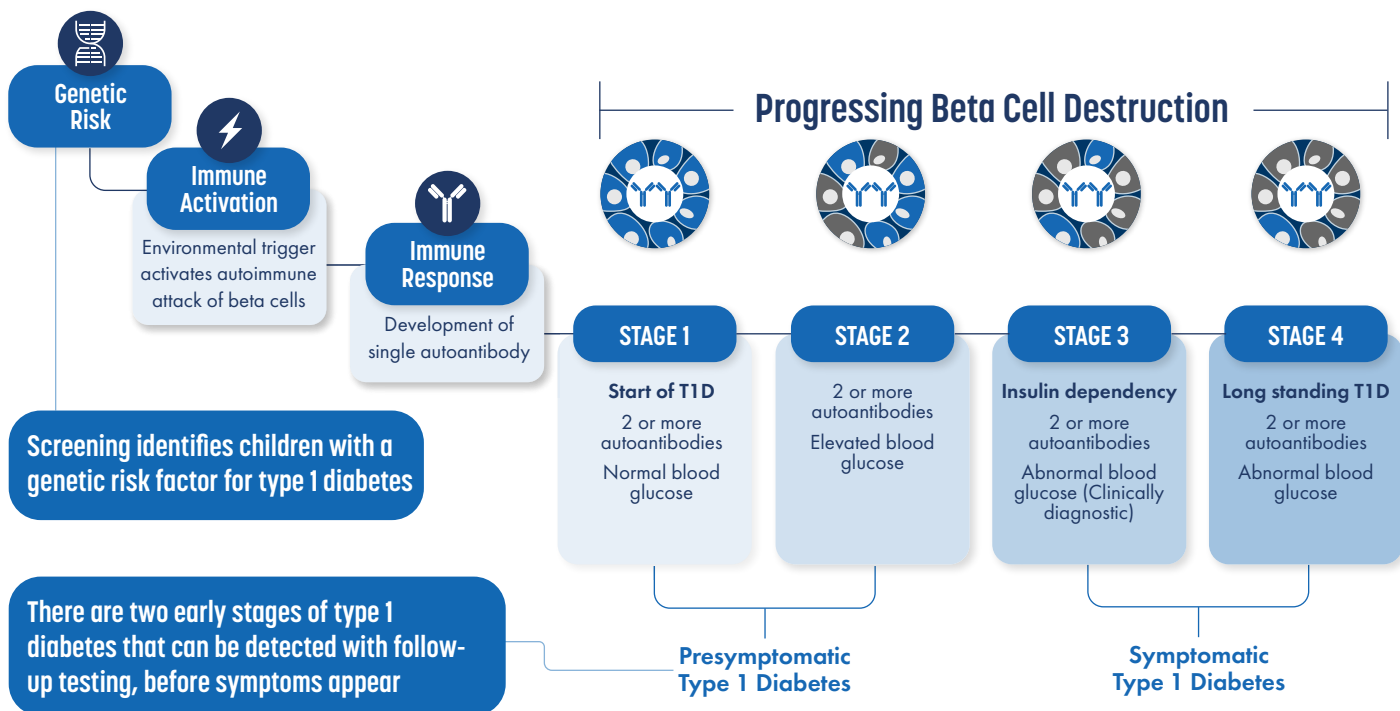 Genetic
Risk
Immune
Activation
Environmental trigger
activates autoimmune
attack of beta cells
Immune
Response
Development of
single autoantibody
Progressing Beta Cell Destruction
STAGE 1
Start of T1D
2 or more
autoantibodies
Normal blood
glucose
STAGE 2
2 or more
autoantibodies
Elevated blood
glucose
STAGE 3
Insulin dependency
2 or more
autoantibodies
Abnormal blood
glucose (Clinically
diagnostic)
STAGE 4
Long standing T1D
2 or more
autoantibodies
Abnormal blood
glucose
Screening identifies children with a
genetic risk factor for type 1 diabetes
There are two early stages of type 1
diabetes that can be detected with follow-
up testing, before symptoms appear
Presymptomatic
Type 1 Diabetes
Symptomatic
Type 1 Diabetes